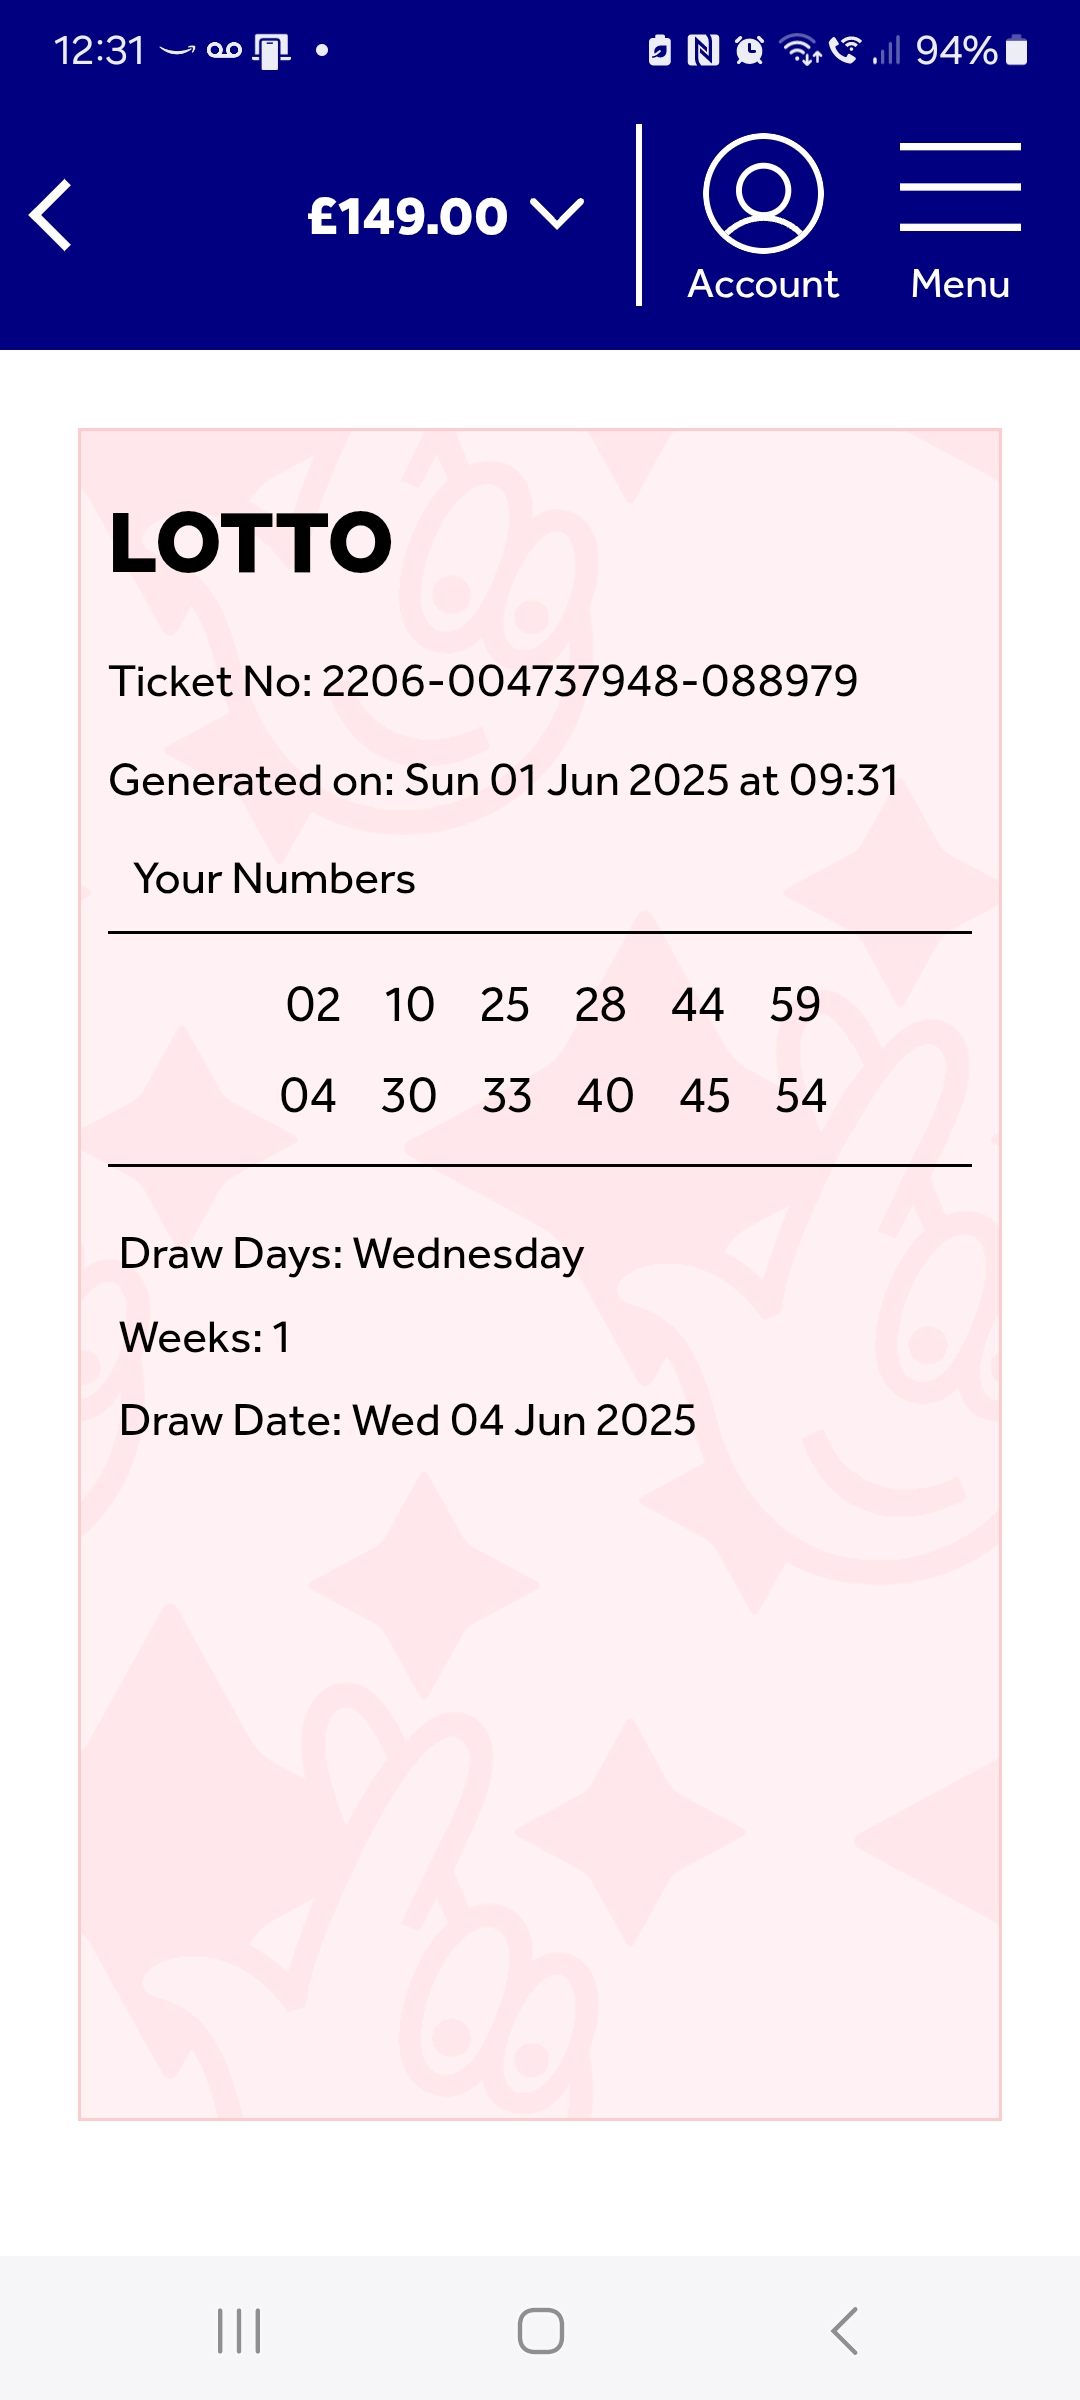 12:31 94%
£149.00
Account Menu
LOTTO
Ticket No: 2206-004737948-088979
Generated on: Sun 01 Jun 2025 at 09:31
Your Numbers
02 10 25 28 44 59
04 30 33 40 45 54
Draw Days: Wednesday
Weeks: 1
Draw Date: Wed 04 Jun 2025